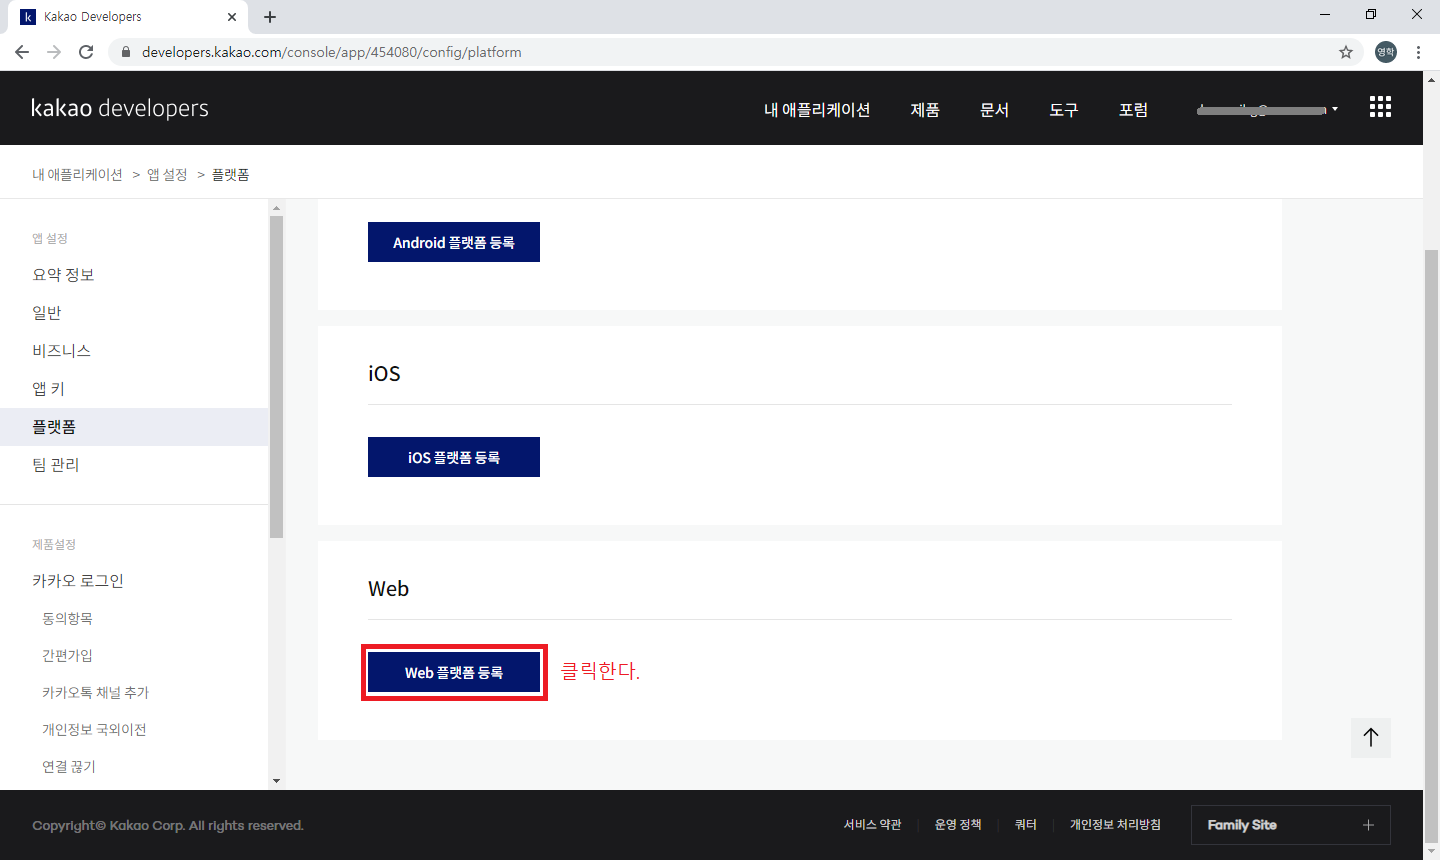 k Kakao Developers
developers.kakao.com/console/app/454080/config/platform
영학
kakao developers
내 애플리케이션 제품 문서 도구 포럼
내 애플리케이션 > 앱 설정 > 플랫폼
앱 설정
요약 정보
일반
비즈니스
앱 키
플랫폼
팀 관리
제품설정
카카오 로그인
동의항목
간편가입
카카오톡 채널 추가
개인정보 국외이전
연결 끊기
Android 플랫폼 등록
iOS
iOS 플랫폼 등록
Web
Web 플랫폼 등록 클릭한다.
Copyright© Kakao Corp. All rights reserved.
서비스 약관 운영 정책 쿼터 개인정보 처리방침 Family Site